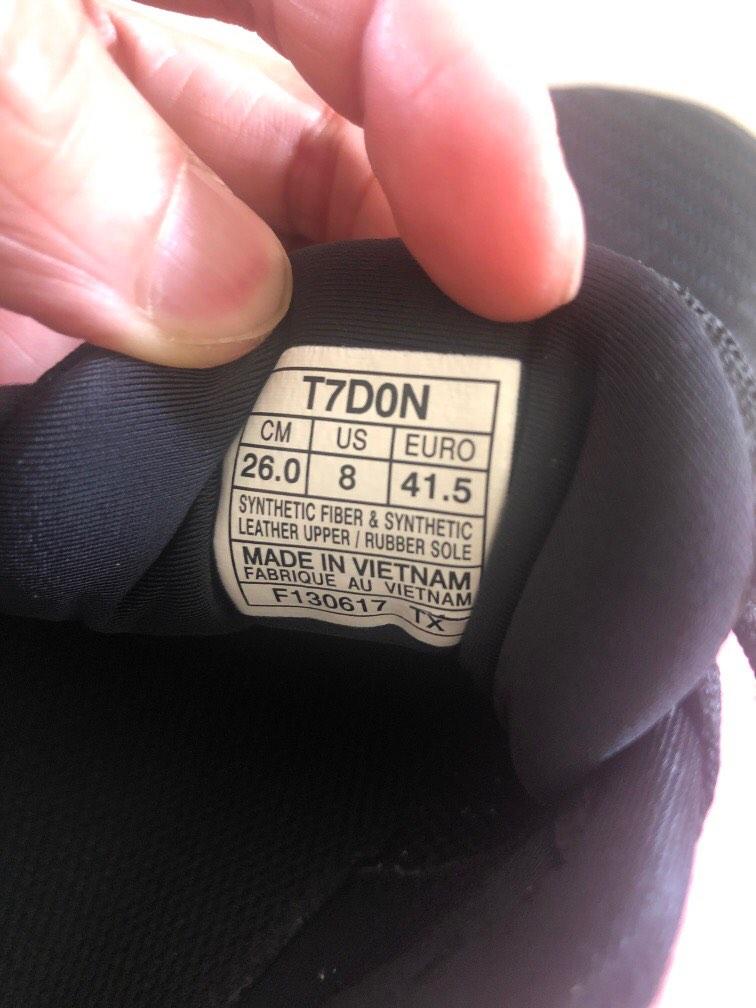 T7D0N
CM US EURO
26.0 8 41.5
SYNTHETIC FIBER & SYNTHETIC
LEATHER UPPER / RUBBER SOLE
MADE IN VIETNAM
FABRIQUE AU VIETNAM
F130617 TX